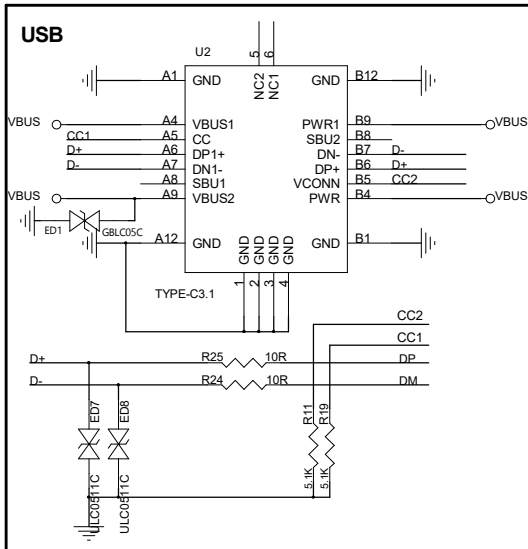 USB
U2
5
6
NC2
NC1
A1
GND
GND
B12
VBUS
A4
VBUS1
PWR1
B9
VBUS
CC1
A5
CC
SBU2
B8
D+
A6
DP1+
DN-
B7
D-
D-
A7
DN1-
DP+
B6
D+
A8
SBU1
VCONN
B5
CC2
VBUS
A9
VBUS2
PWR
B4
VBUS
ED1
GBLC05C
A12
GND
GND
B1
GND
GND
GND
GND
1
2
3
4
TYPE-C3.1
CC2
CC1
D+
R25
10R
DP
D-
R24
10R
DM
ED7
ED8
R11
R19
5.1K
5.1K
ULC0511C
ULC0511C